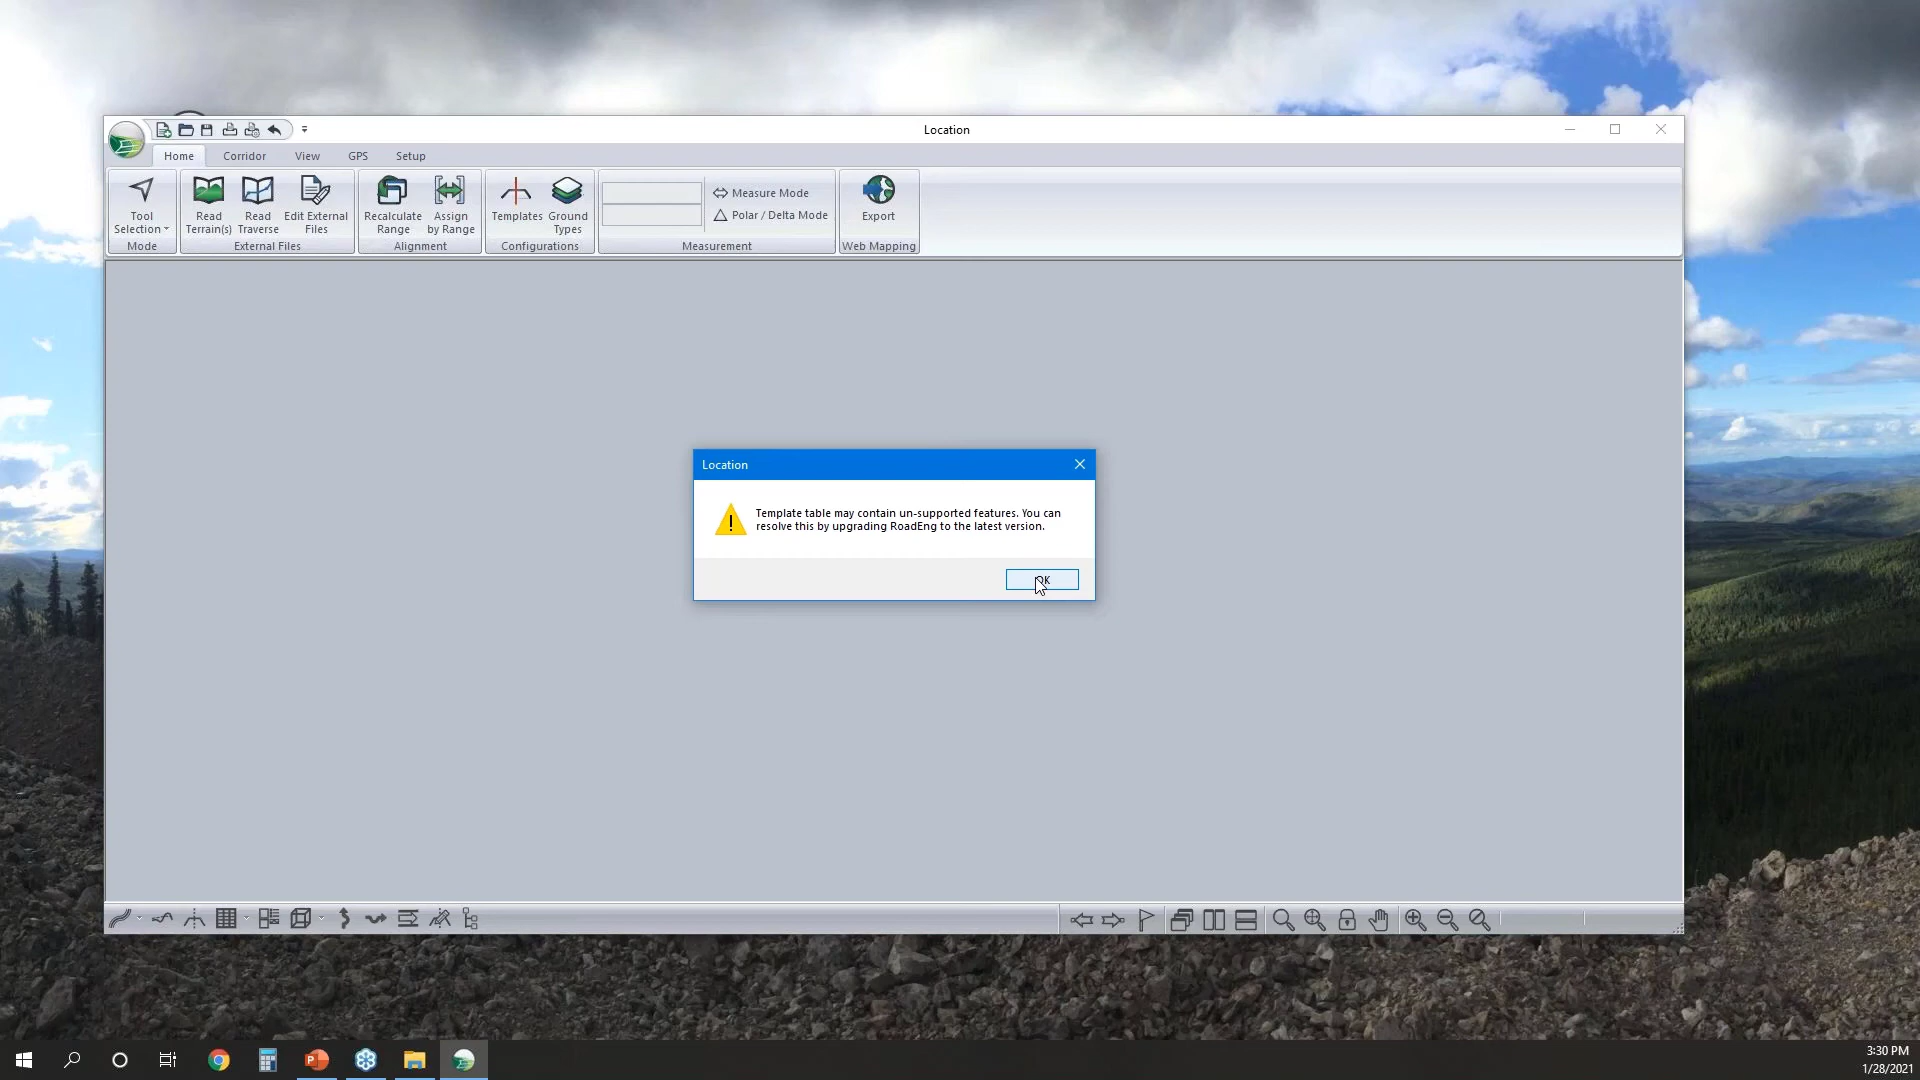 Location
Home
Corridor
View
GPS
Setup
Tool
Selection
Mode
Read
Terrain(s)
Read
Traverse
Edit External
Files
External Files
Recalculate
Range
Assign
by Range
Alignment
Templates
Ground
Types
Configurations
Measure Mode
Polar / Delta Mode
Measurement
Export
Web Mapping
Location
Template table may contain un-supported features. You can
resolve this by upgrading RoadEng to the latest version.
OK
3:30 PM
1/28/2021